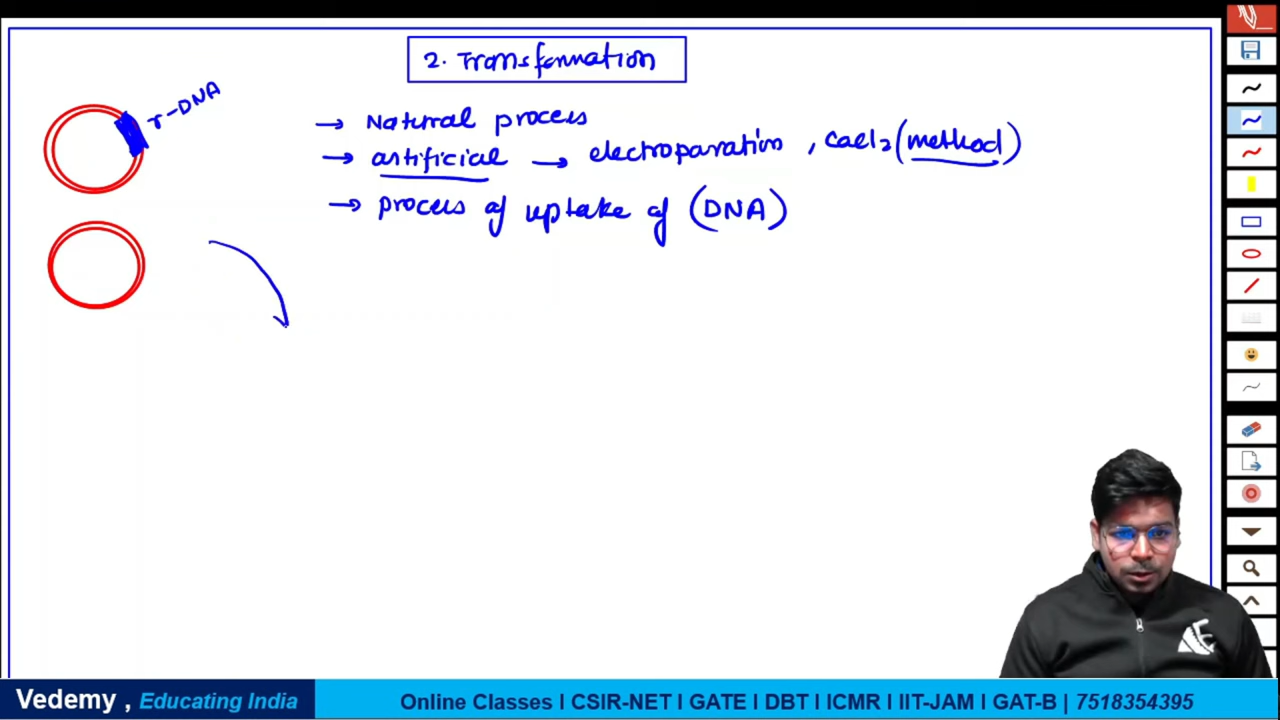 2. Transformation
r-DNA
→ Natural process
→ artificial → electroporation , CaCl2 (method)
→ process of uptake of (DNA)
Vedemy , Educating India
Online Classes I CSIR-NET I GATE I DBT I ICMR I IIT-JAM I GAT-B | 7518354395